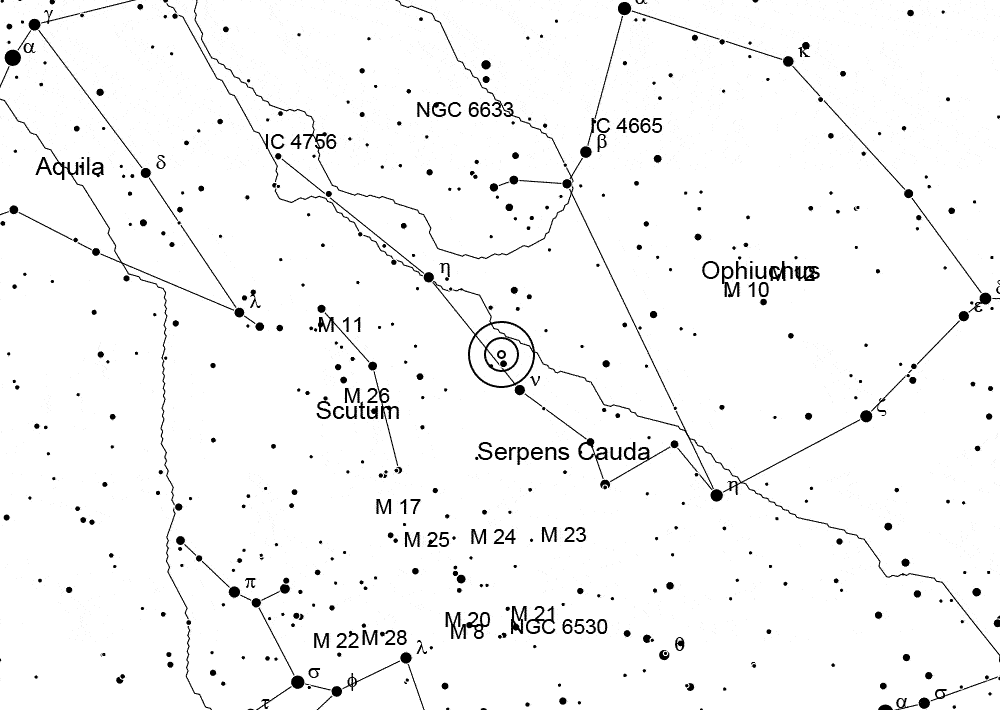 γ
α
α
κ
NGC 6633
IC 4665
IC 4756
β
Aquila
δ
η
Ophiuchus
M 12
M 10
δ
ε
λ
M 11
ν
M 26
Scutum
ζ
Serpens Cauda
η
M 17
M 25
M 24
M 23
π
M 20
M 21
M 8
NGC 6530
M 22
M 28
λ
θ
σ
φ
τ
α
σ